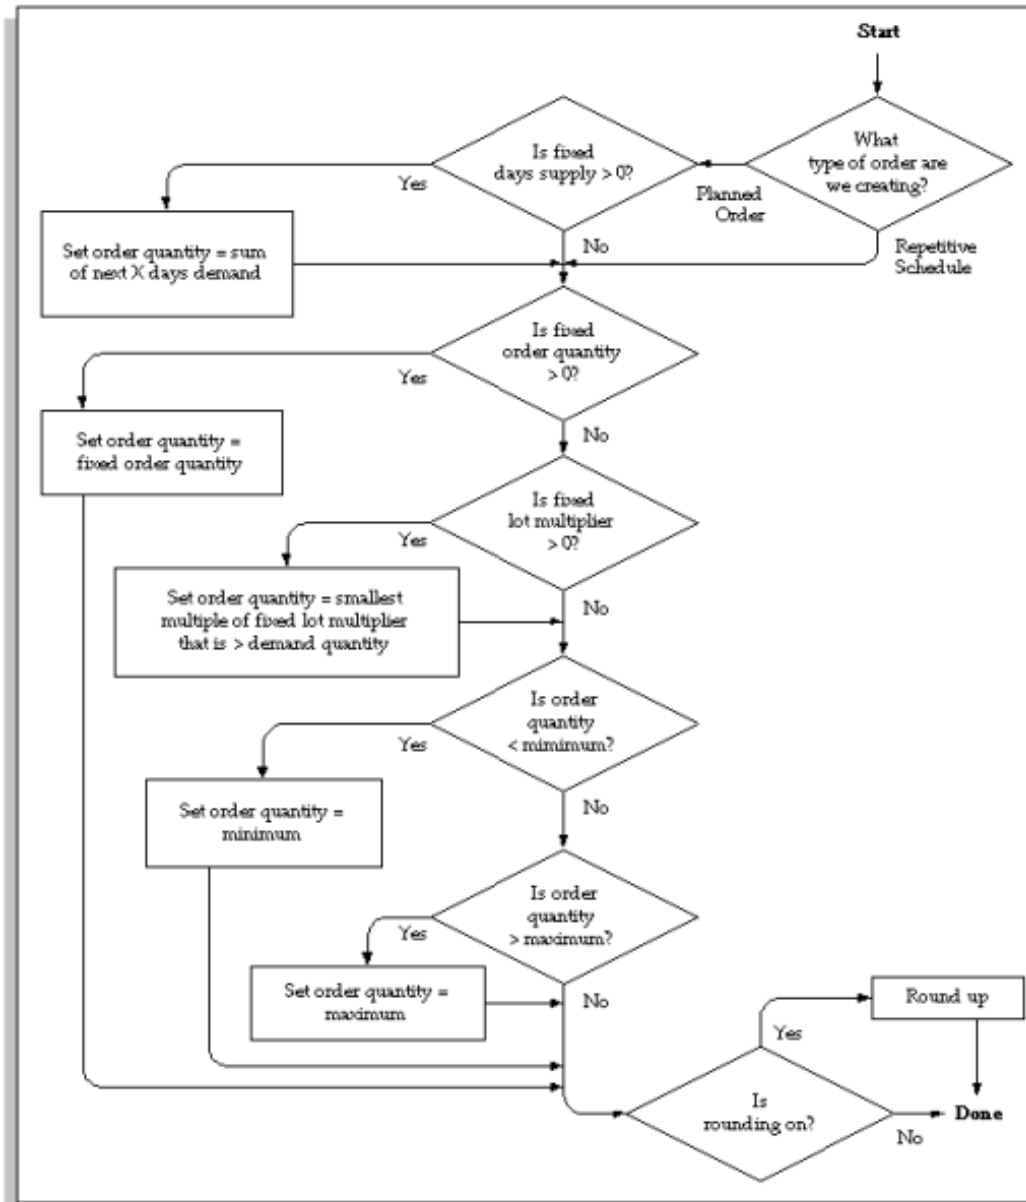 Start
What
type of order are
we creating?
Planned
Order
Repetitive
Schedule
Is fixed
days supply > 0?
Yes
No
Set order quantity = sum
of next X days demand
Is fixed
order quantity
> 0?
Yes
No
Set order quantity =
fixed order quantity
Is fixed
lot multiplier
> 0?
Yes
No
Set order quantity = smallest
multiple of fixed lot multiplier
that is > demand quantity
Is order
quantity
< mimimum?
Yes
No
Set order quantity =
minimum
Is order
quantity
> maximum?
Yes
No
Set order quantity =
maximum
Is
rounding on?
Yes
No
Round up
Done